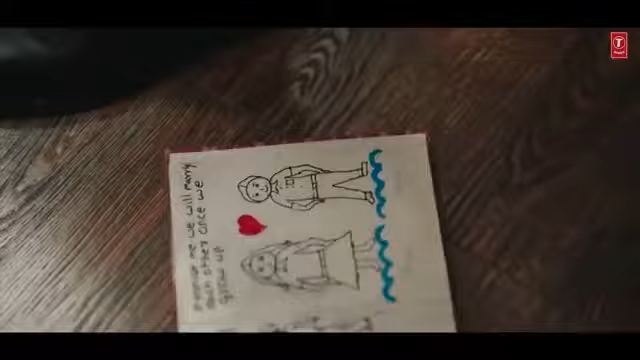 promise me we will marry
each other once we
grow up
T